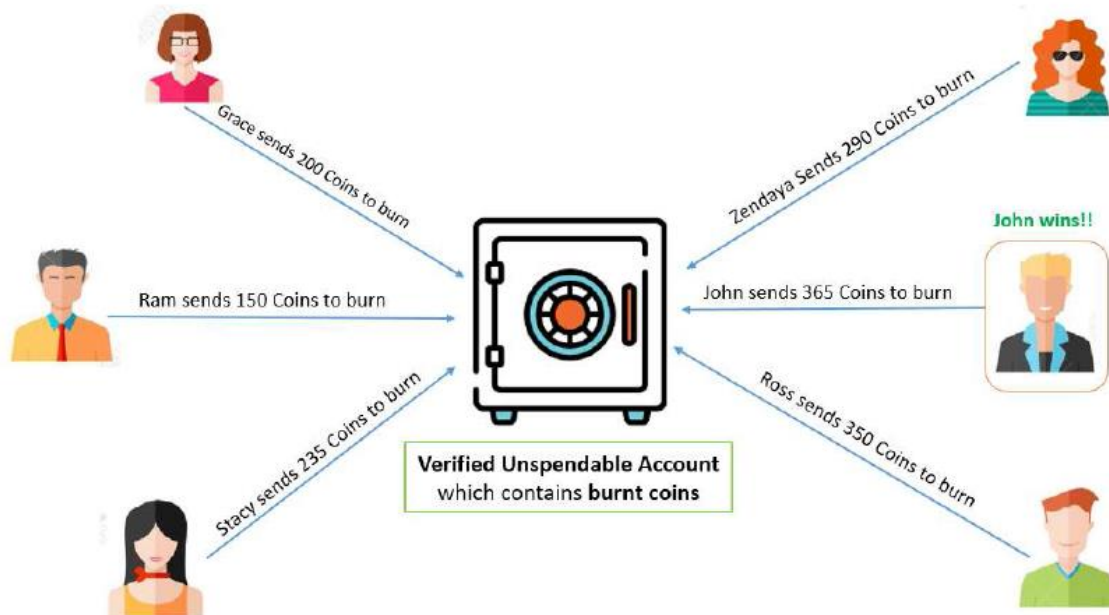 Grace sends 200 Coins to burn
Zendaya Sends 290 Coins to burn
John wins!!
Ram sends 150 Coins to burn
John sends 365 Coins to burn
Stacy sends 235 Coins to burn
Ross sends 350 Coins to burn
Verified Unspendable Account
which contains burnt coins